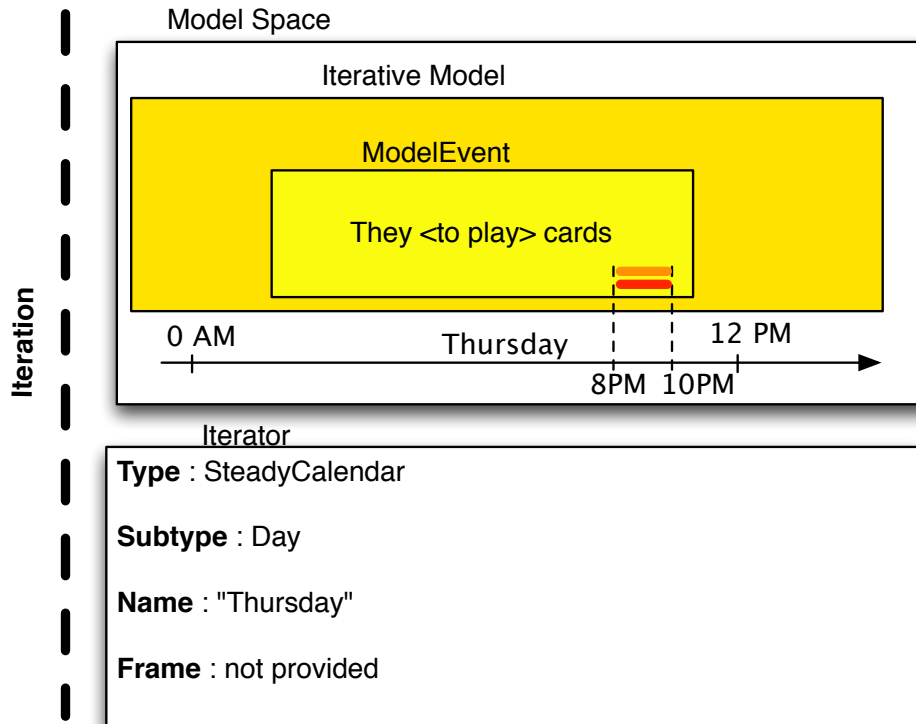 Model Space
Iterative Model
ModelEvent
They <to play> cards
0 AM
Thursday
12 PM
8PM 10PM
Iteration
Iterator
Type : SteadyCalendar
Subtype : Day
Name : "Thursday"
Frame : not provided